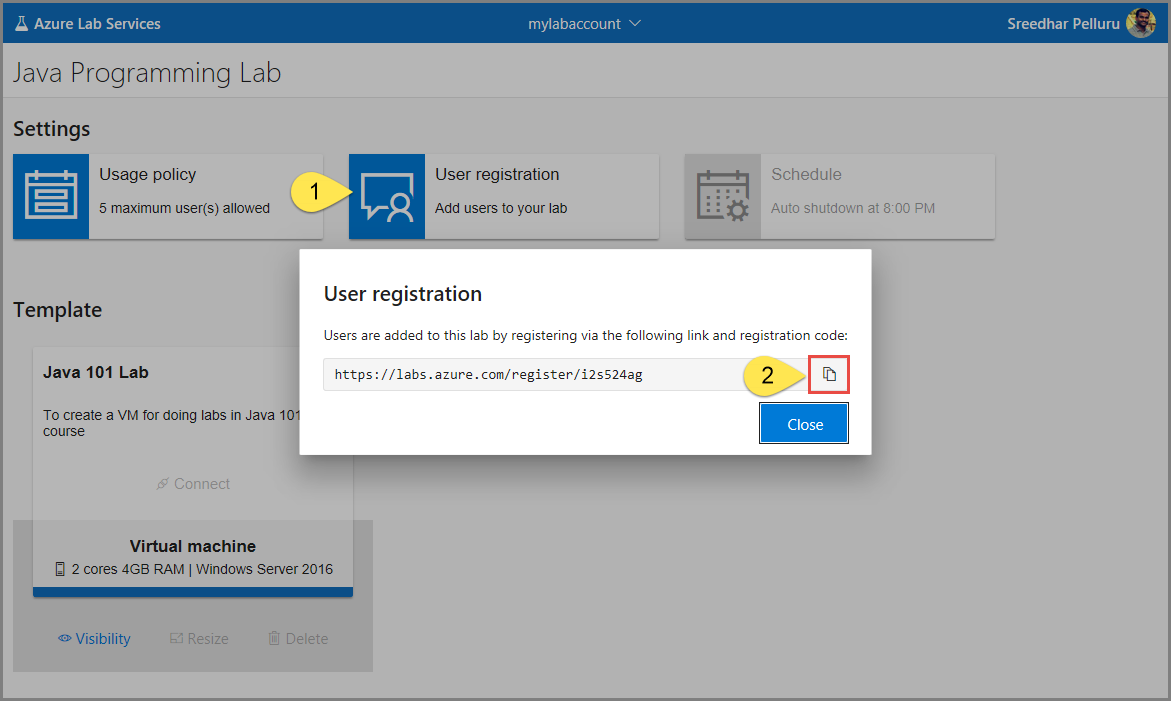 Azure Lab Services
mylabaccount
Sreedhar Pelluru
Java Programming Lab
Settings
Usage policy
5 maximum user(s) allowed
1
User registration
Add users to your lab
Schedule
Auto shutdown at 8:00 PM
User registration
Users are added to this lab by registering via the following link and registration code:
https://labs.azure.com/register/i2s524ag
2
Close
Template
Java 101 Lab
To create a VM for doing labs in Java 101
course
Connect
Virtual machine
2 cores 4GB RAM | Windows Server 2016
Visibility
Resize
Delete